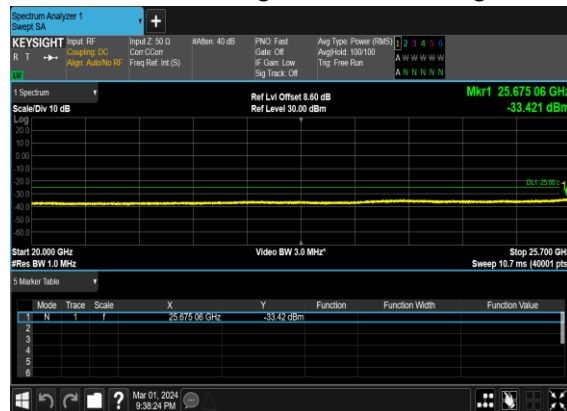 Spectrum Analyzer 1
Swept SA
KEYSIGHT Input: RF Input Z: 50 Ω #Atten: 40 dB PNO: Fast Avg Type: Power (RMS) 1 2 3 4 5 6
R T Coupling: DC Corr CCorr Gate: Off Avg|Hold: 100/100 A W W W W W
Align: Auto/No RF Freq Ref: Int (S) IF Gain: Low Trig: Free Run
LW Sig Track: Off A N N N N N
1 Spectrum Ref Lvl Offset 8.60 dB Mkr1 25.675 06 GHz
Scale/Div 10 dB Ref Level 30.00 dBm -33.421 dBm
Log
20.0
10.0
0.00
-10.0
-20.0 DL1 -25.00 1
-30.0
-40.0
-50.0
-60.0
Start 20.000 GHz Video BW 3.0 MHz* Stop 25.700 GHz
#Res BW 1.0 MHz Sweep 10.7 ms (40001 pts
5 Marker Table
Mode Trace Scale X Y Function Function Width Function Value
1 N 1 f 25.675 06 GHz -33.42 dBm
2
3
4
5
6
? Mar 01, 2024
9:38:24 PM